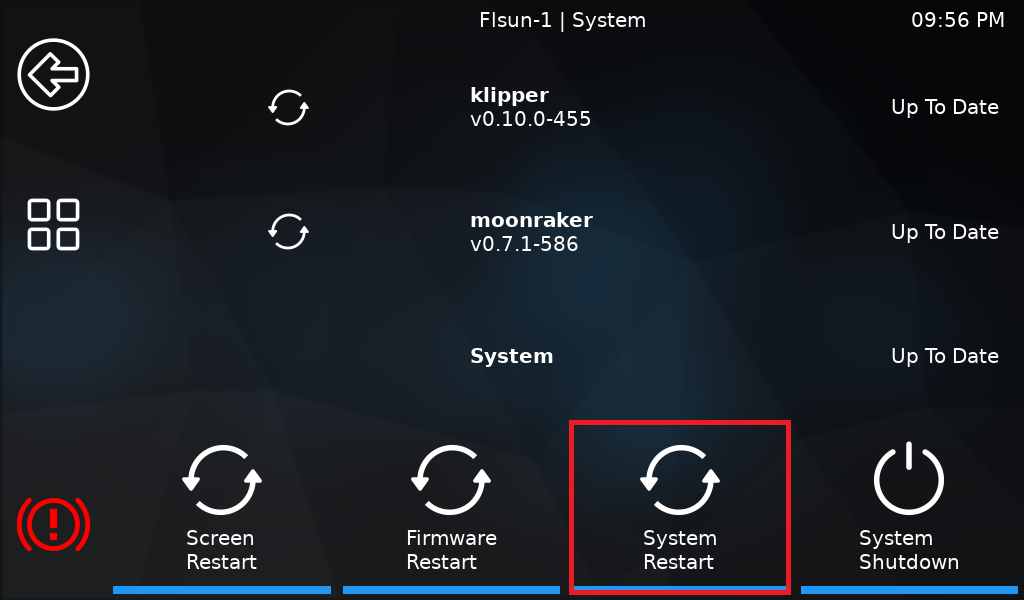 Flsun-1 | System
09:56 PM
klipper
v0.10.0-455
Up To Date
moonraker
v0.7.1-586
Up To Date
System
Up To Date
Screen
Restart
Firmware
Restart
System
Restart
System
Shutdown